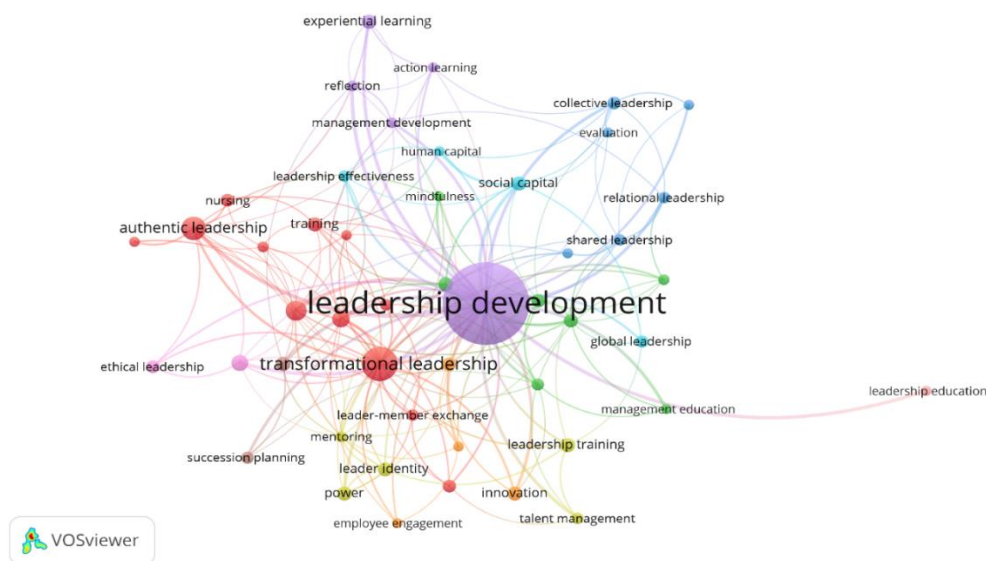 experiential learning
action learning
reflection
collective leadership
management development
evaluation
human capital
leadership effectiveness
social capital
mindfulness
nursing
relational leadership
authentic leadership
training
shared leadership
leadership development
global leadership
transformational leadership
ethical leadership
leadership education
management education
leader-member exchange
mentoring
leadership training
succession planning
leader identity
power
innovation
talent management
employee engagement
VOSviewer